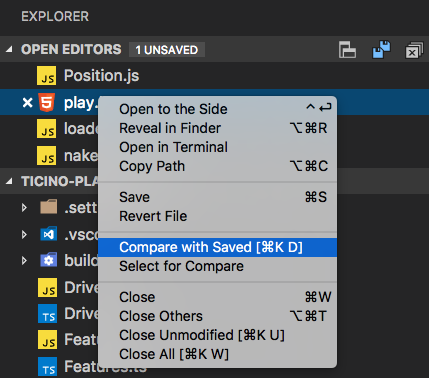 EXPLORER
OPEN EDITORS 1 UNSAVED
JS Position.js
play.
Open to the Side ^⏎
JS loade
Reveal in Finder ⌥⌘R
Open in Terminal
JS nake
Copy Path ⌥⌘C
TICINO-PLA
Save ⌘S
.sett
Revert File
.vsco
Compare with Saved [⌘K D]
build
Select for Compare
JS Drive
Close ⌘W
TS Drive
Close Others ⌥⌘T
JS Featu
Close Unmodified [⌘K U]
Close All [⌘K W]
TS Features.ts